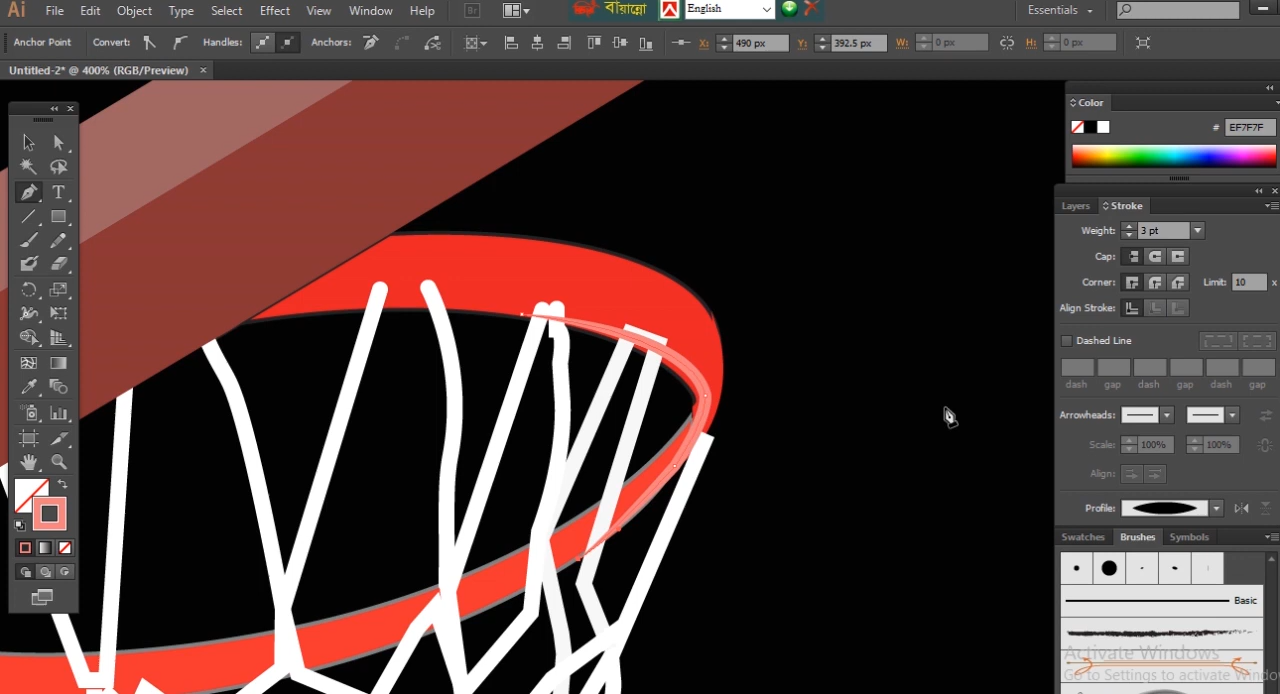 Ai File Edit Object Type Select Effect View Window Help Br বাঁয়ান্নো English Essentials
Anchor Point Convert: Handles: Anchors: X: 490 px Y: 392.5 px W: 0 px H: 0 px
Untitled-2* @ 400% (RGB/Preview) ×
Color
# EF7F7F
T
Layers Stroke
Weight: 3 pt
Cap:
Corner: Limit: 10 x
Align Stroke:
Dashed Line
dash gap dash gap dash gap
Arrowheads:
Scale: 100% 100%
Align:
Profile:
Swatches Brushes Symbols
Basic
Activate Windows
Go to Settings to activate Windo